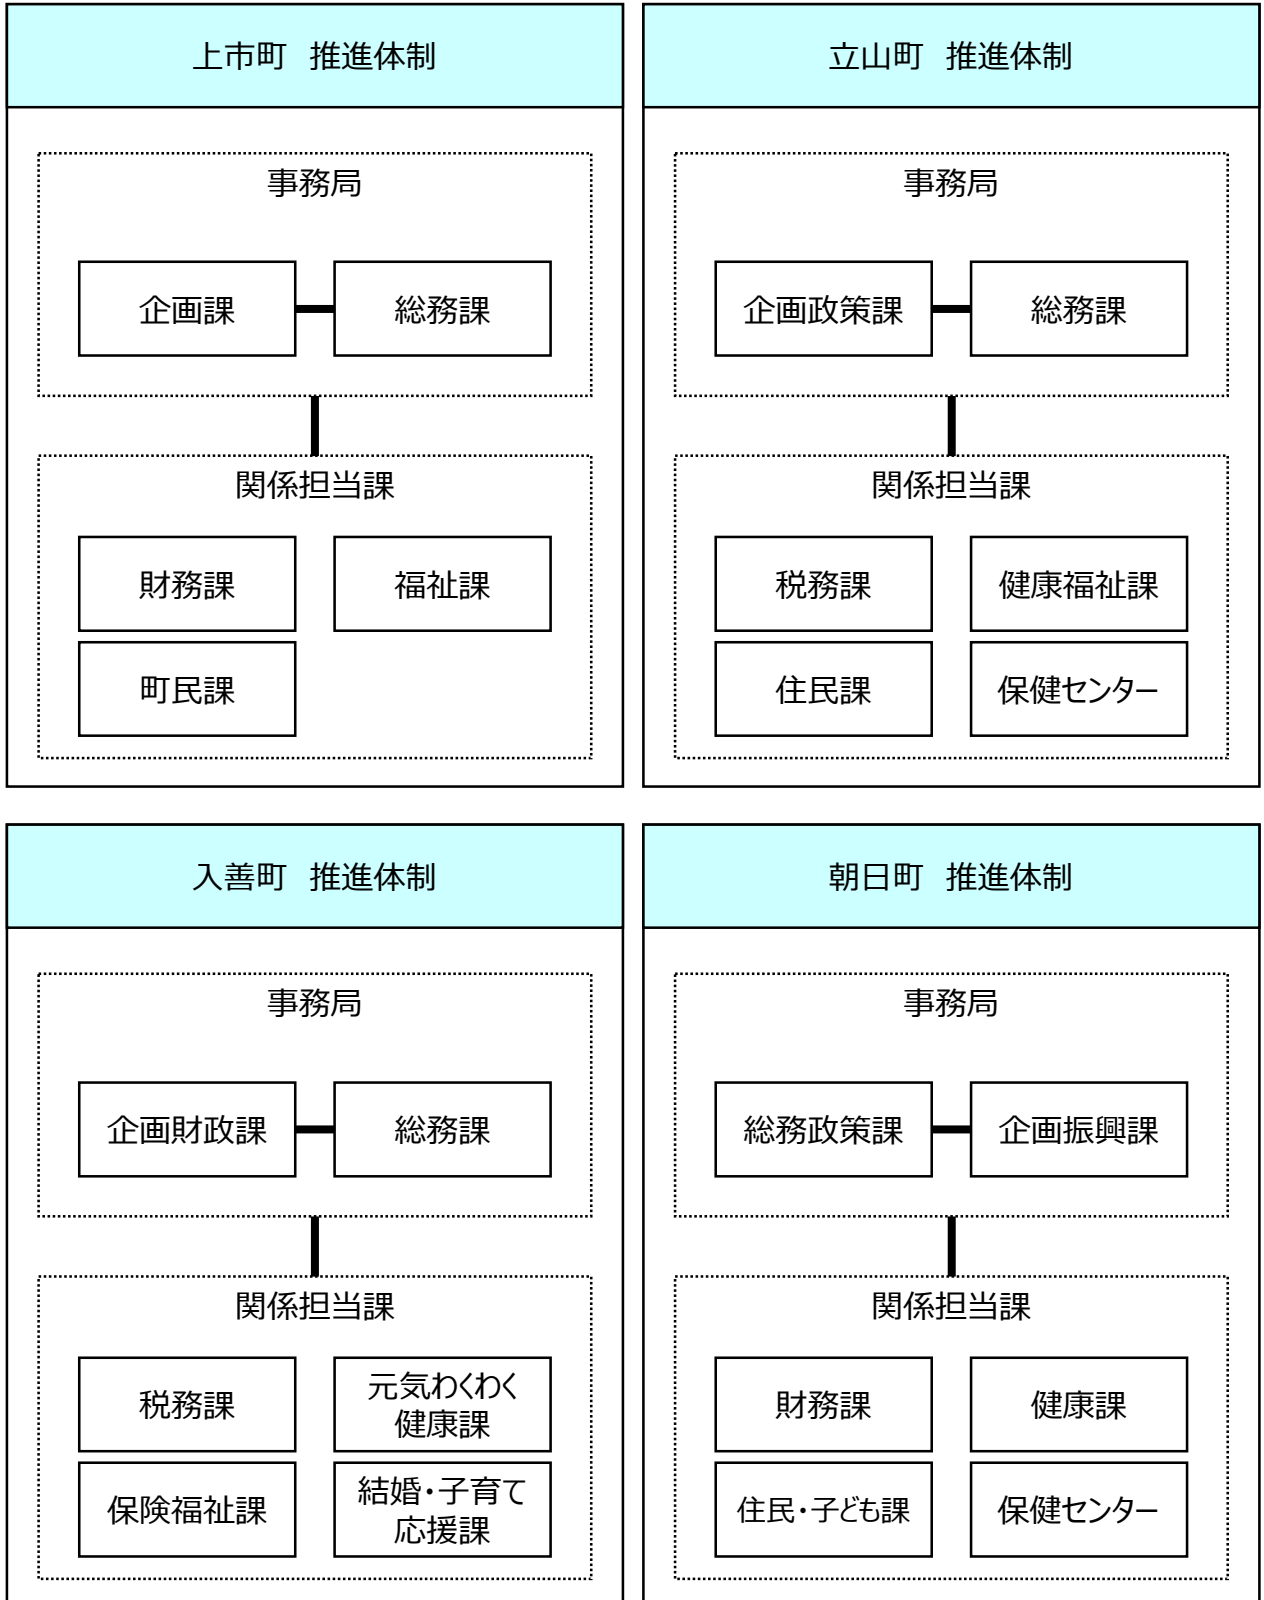 上市町　推進体制
事務局
企画課
総務課
関係担当課
財務課
福祉課
町民課
立山町　推進体制
事務局
企画政策課
総務課
関係担当課
税務課
健康福祉課
住民課
保健センター
入善町　推進体制
事務局
企画財政課
総務課
関係担当課
税務課
元気わくわく
健康課
保険福祉課
結婚・子育て
応援課
朝日町　推進体制
事務局
総務政策課
企画振興課
関係担当課
財務課
健康課
住民・子ども課
保健センター